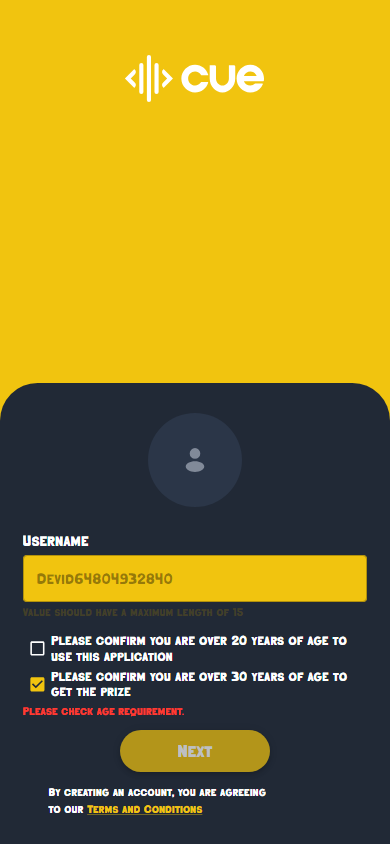 cue
Username
Devid64804932840
Value should have a maximum length of 15
Please confirm you are over 20 years of age to
use this application
Please confirm you are over 30 years of age to
get the prize
Please check age requirement.
Next
By creating an account, you are agreeing
to our Terms and Conditions